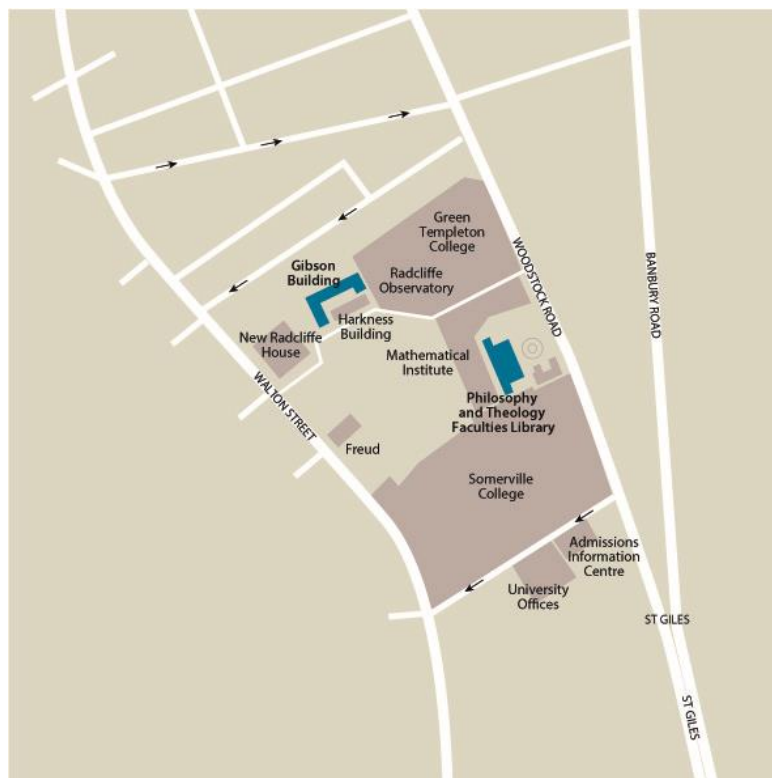 Green
Templeton
College
WOODSTOCK ROAD
BANBURY ROAD
Gibson
Building
Radcliffe
Observatory
Harkness
Building
New Radcliffe
House
Mathematical
Institute
WALTON STREET
Philosophy
and Theology
Faculties Library
Freud
Somerville
College
Admissions
Information
Centre
University
Offices
ST GILES
ST GILES